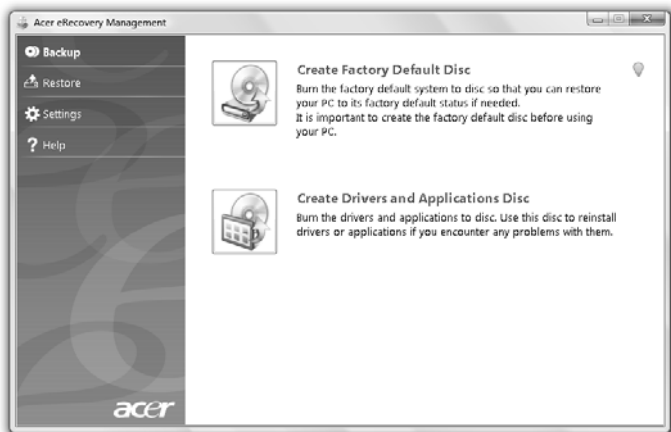 Acer eRecovery Management
Backup
Restore
Settings
? Help
Create Factory Default Disc
Burn the factory default system to disc so that you can restore
your PC to its factory default status if needed.
It is important to create the factory default disc before using
your PC.
Create Drivers and Applications Disc
Burn the drivers and applications to disc. Use this disc to reinstall
drivers or applications if you encounter any problems with them.
acer